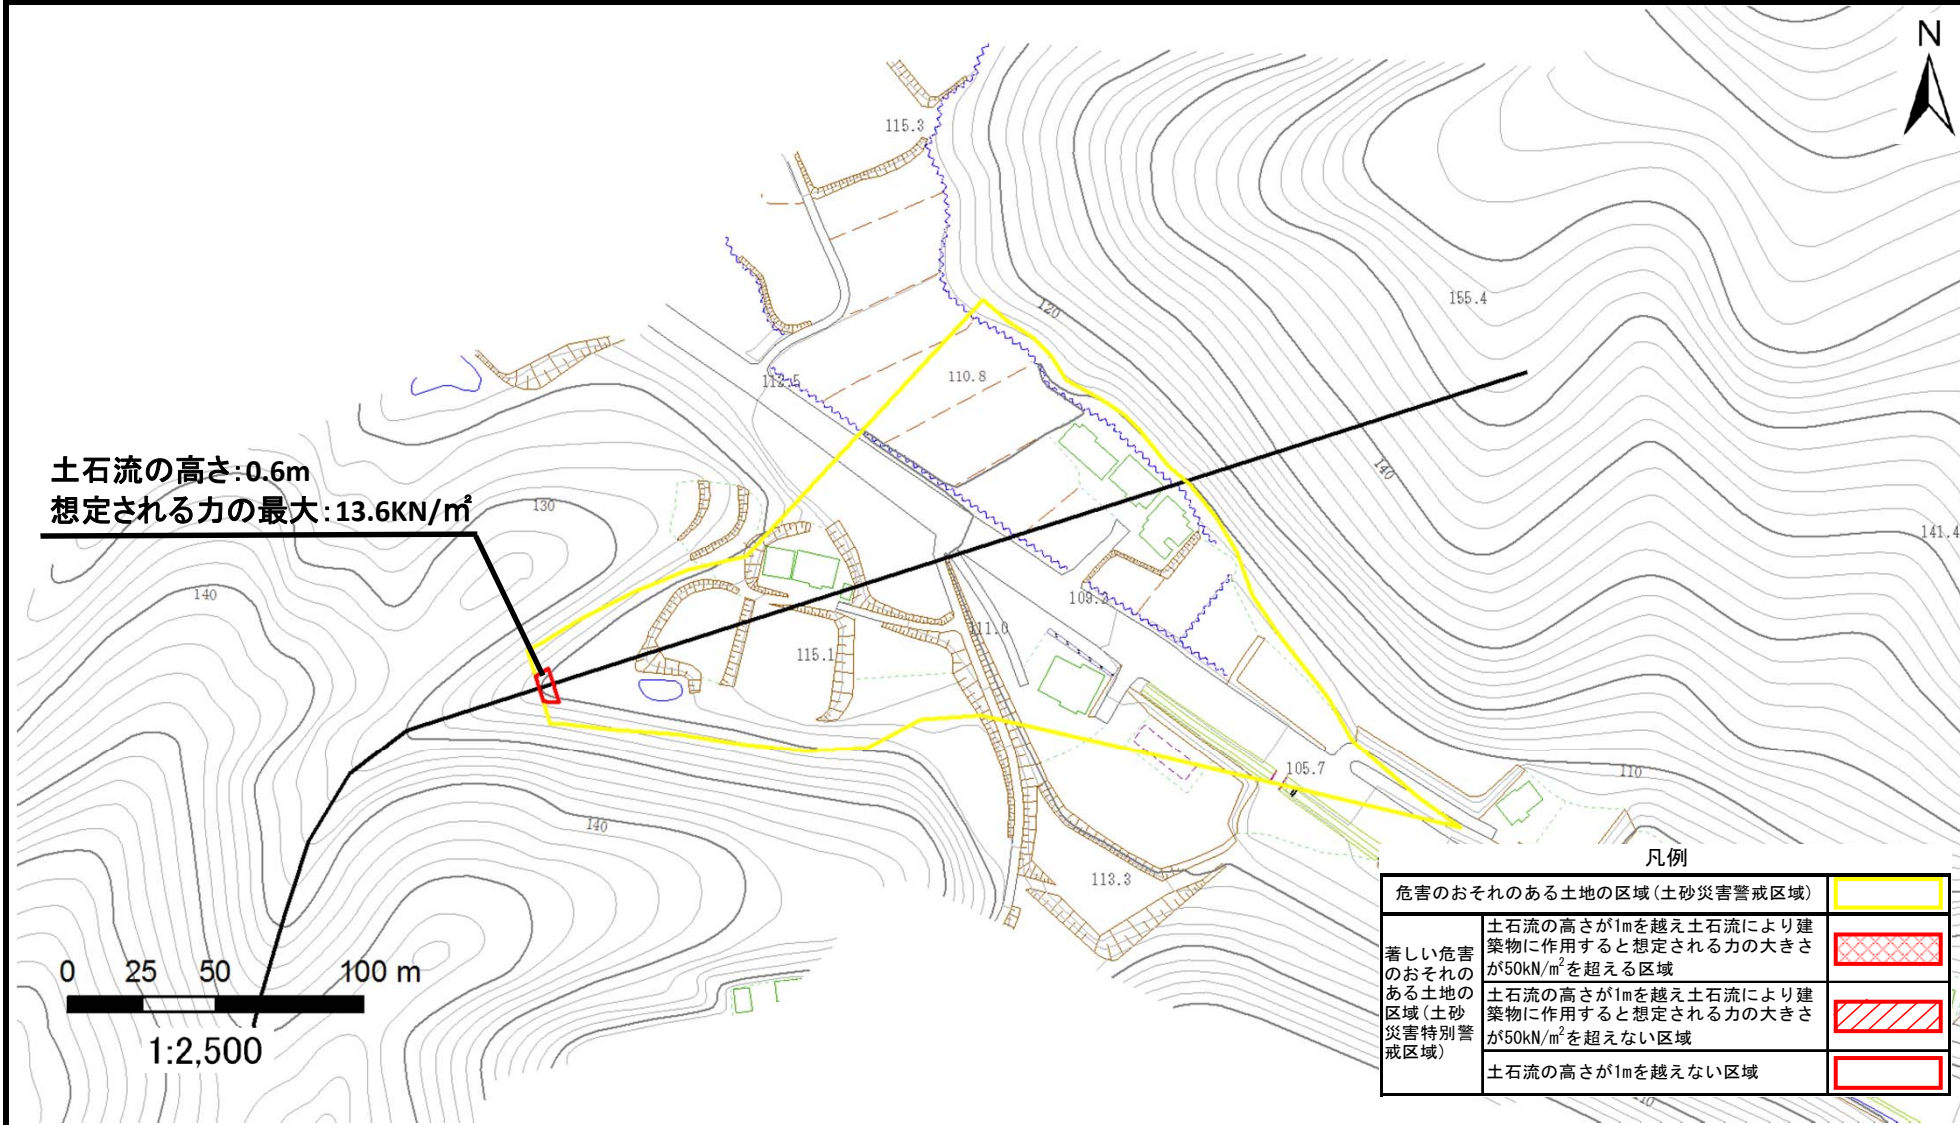 N
115.3
120
155.4
112.5
110.8
140
土石流の高さ:0.6m
想定される力の最大:13.6KN/㎡
130
141.4
140
109.2
111.0
115.1
105.7
110
140
113.3
0 25 50 100 m
1:2,500
凡例
危害のおそれのある土地の区域(土砂災害警戒区域)
著しい危害
のおそれの
ある土地の
区域(土砂
災害特別警
戒区域)
土石流の高さが1mを越え土石流により建
築物に作用すると想定される力の大きさ
が50kN/m²を超える区域
土石流の高さが1mを越え土石流により建
築物に作用すると想定される力の大きさ
が50kN/m²を超えない区域
土石流の高さが1mを越えない区域